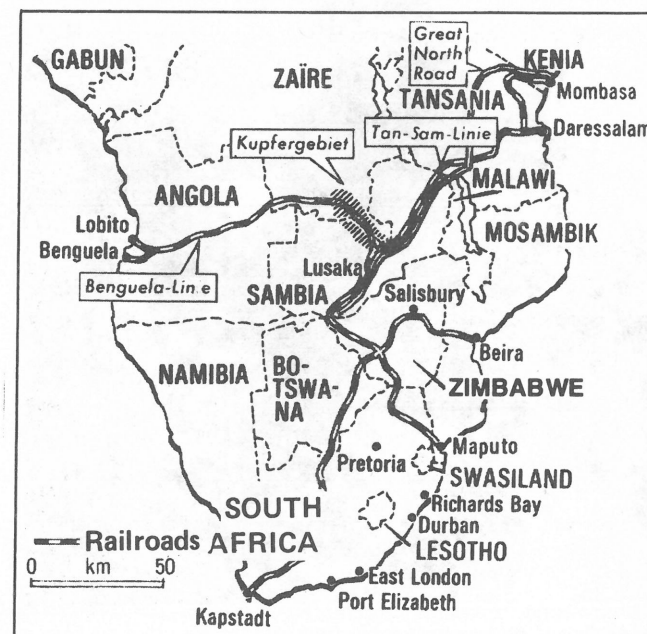 GABUN
ZAÏRE
Great
North
Road
KENIA
Mombasa
TANSANIA
Daressalam
Kupfergebiet
Tan-Sam-Linie
ANGOLA
MALAWI
MOSAMBIK
Lobito
Benguela
Benguela-Linie
Lusaka
SAMBIA
Salisbury
Beira
NAMIBIA
BO-
TSWA-
NA
ZIMBABWE
Pretoria
Maputo
SWASILAND
Richards Bay
Durban
SOUTH
AFRICA
LESOTHO
Railroads
0 km 50
East London
Port Elizabeth
Kapstadt